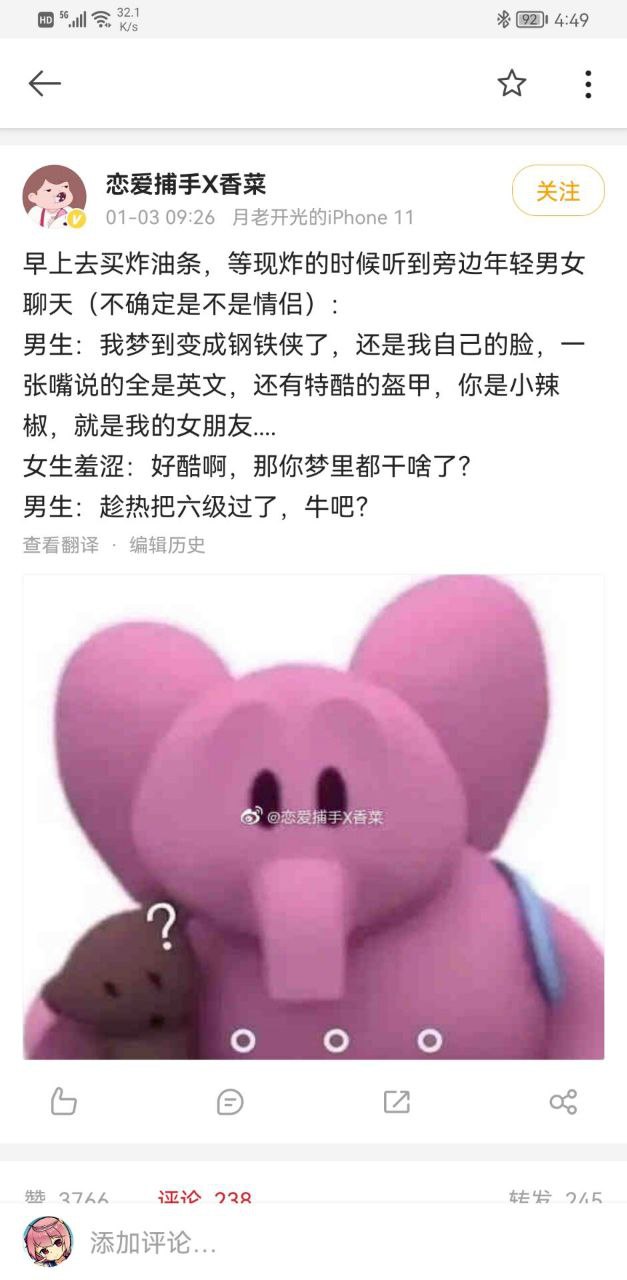 HD 5G 32.1 K/s 92 4:49
恋爱捕手X香菜
关注
01-03 09:26 月老开光的iPhone 11
早上去买炸油条，等现炸的时候听到旁边年轻男女
聊天（不确定是不是情侣）：
男生：我梦到变成钢铁侠了，还是我自己的脸，一
张嘴说的全是英文，还有特酷的盔甲，你是小辣
椒，就是我的女朋友....
女生羞涩：好酷啊，那你梦里都干啥了？
男生：趁热把六级过了，牛吧？
查看翻译 · 编辑历史
@恋爱捕手X香菜
?
赞 3766 评论 238 转发 245
添加评论...